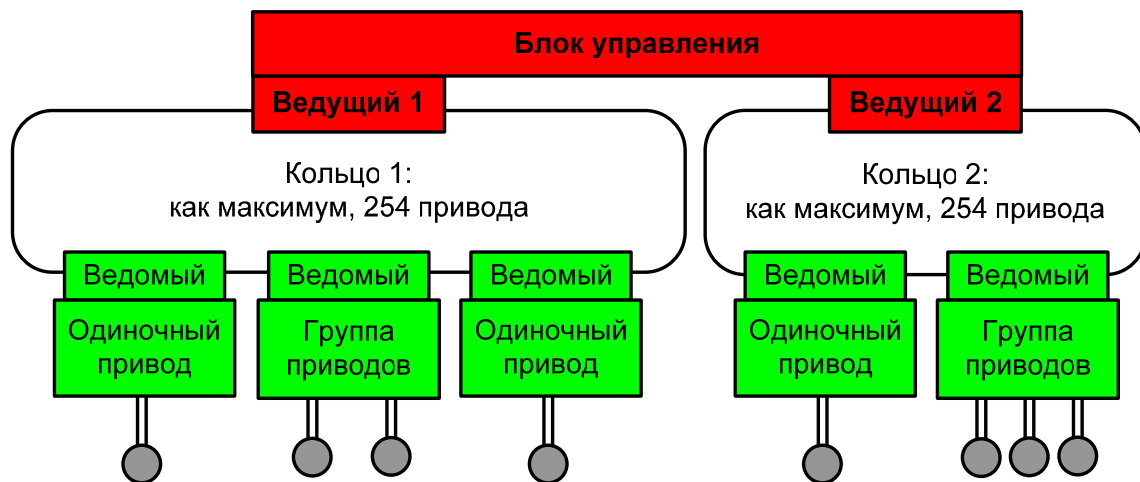 Блок управления
Ведущий 1
Ведущий 2
Кольцо 1:
как максимум, 254 привода
Кольцо 2:
как максимум, 254 привода
Ведомый
Ведомый
Ведомый
Ведомый
Ведомый
Одиночный
привод
Группа
приводов
Одиночный
привод
Одиночный
привод
Группа
приводов